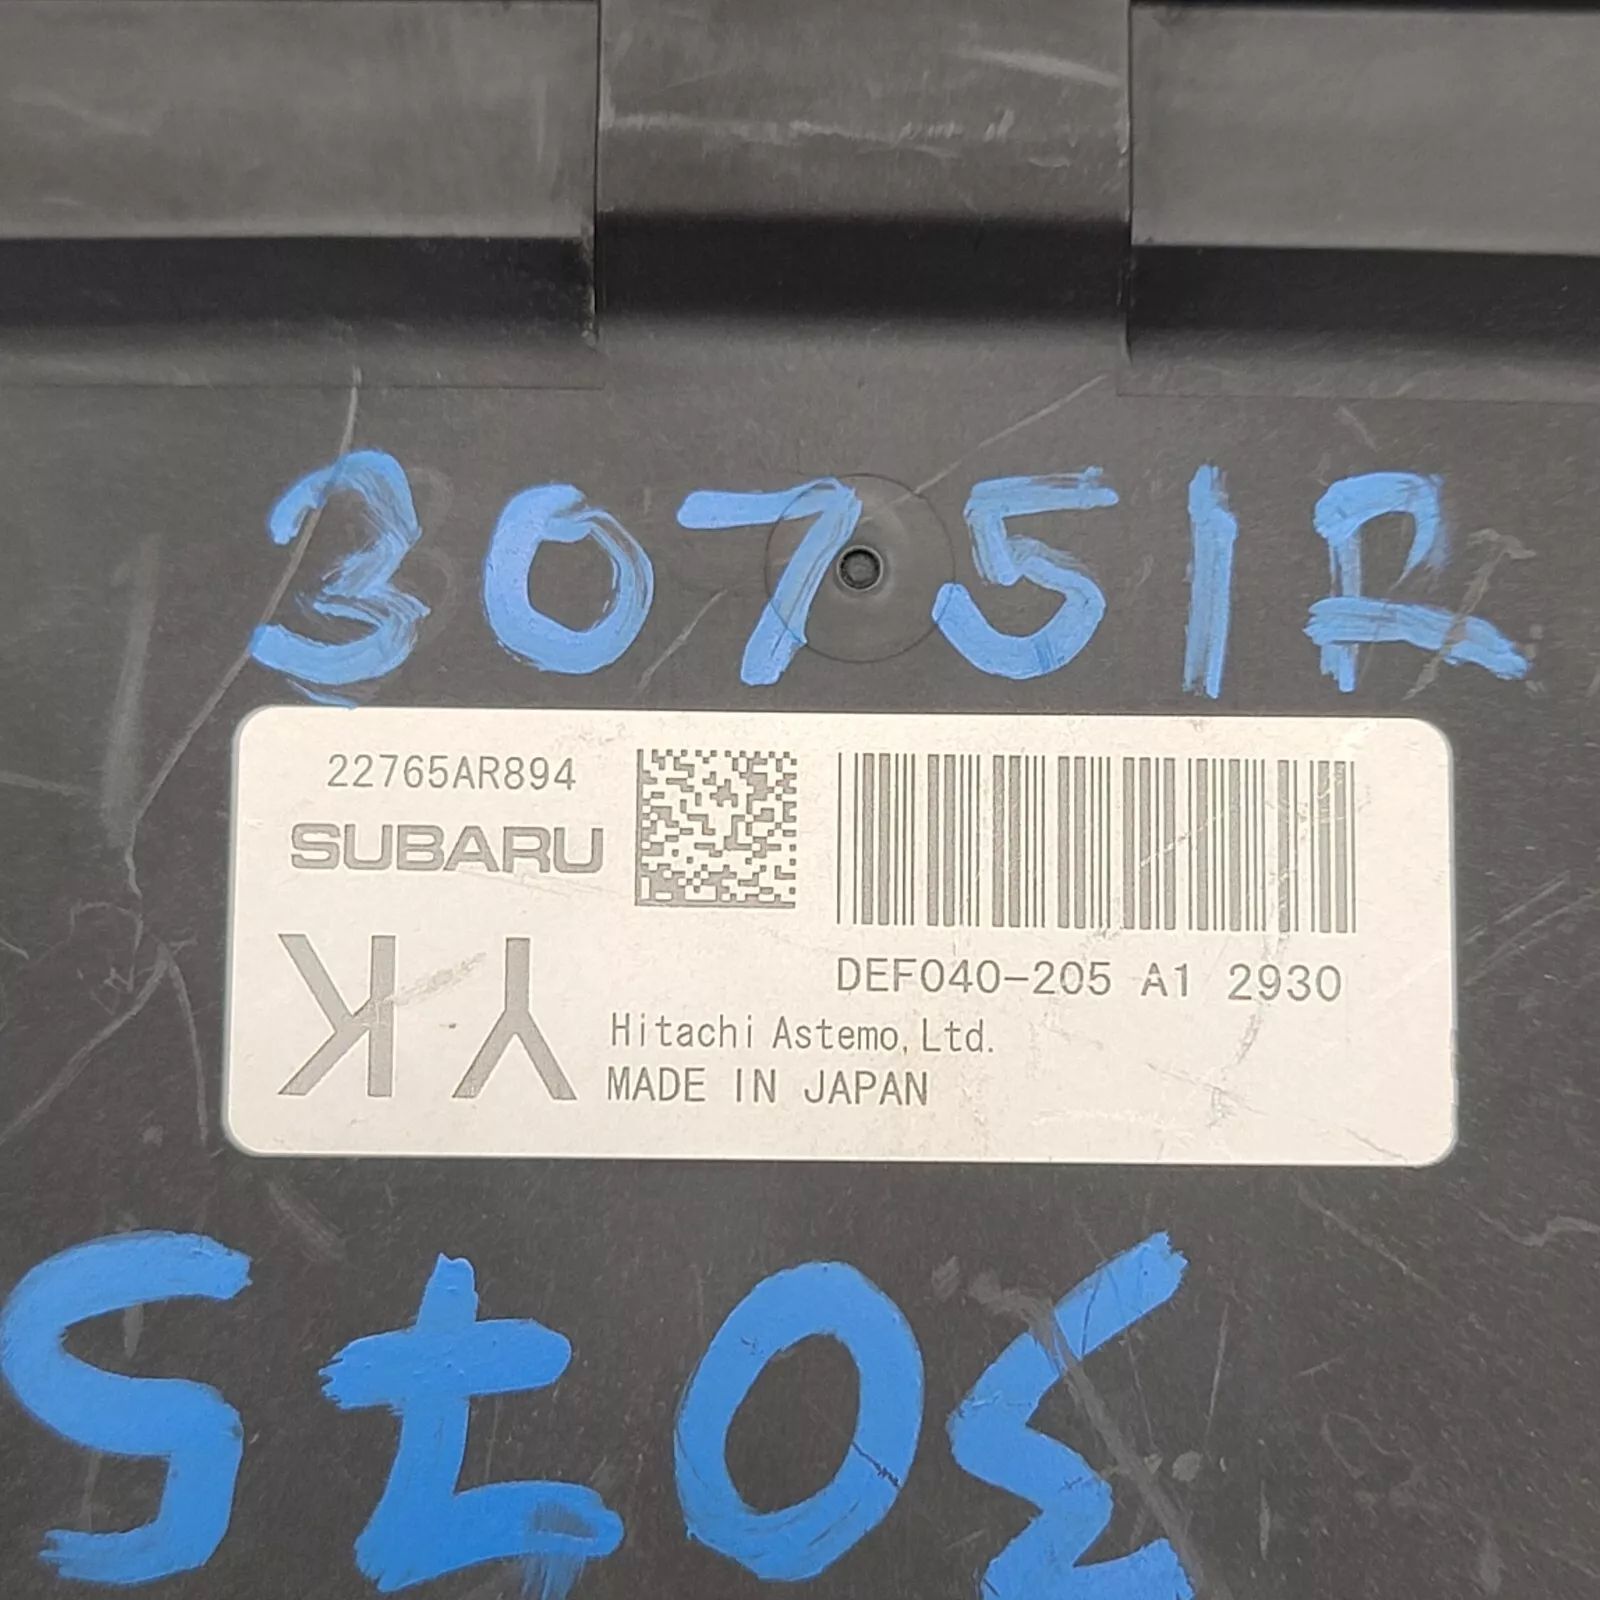 30751R
22765AR894
SUBARU
DEF040-205 A1 2930
YK
Hitachi Astemo, Ltd.
MADE IN JAPAN
3075